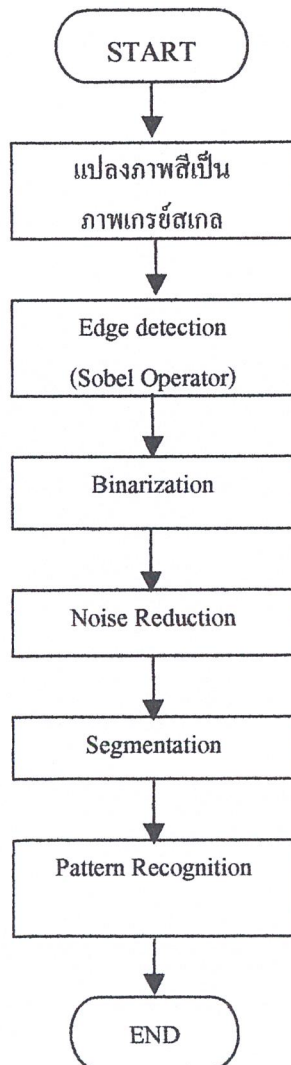 START
แปลงภาพสีเป็น
ภาพเกรย์สเกล
Edge detection
(Sobel Operator)
Binarization
Noise Reduction
Segmentation
Pattern Recognition
END